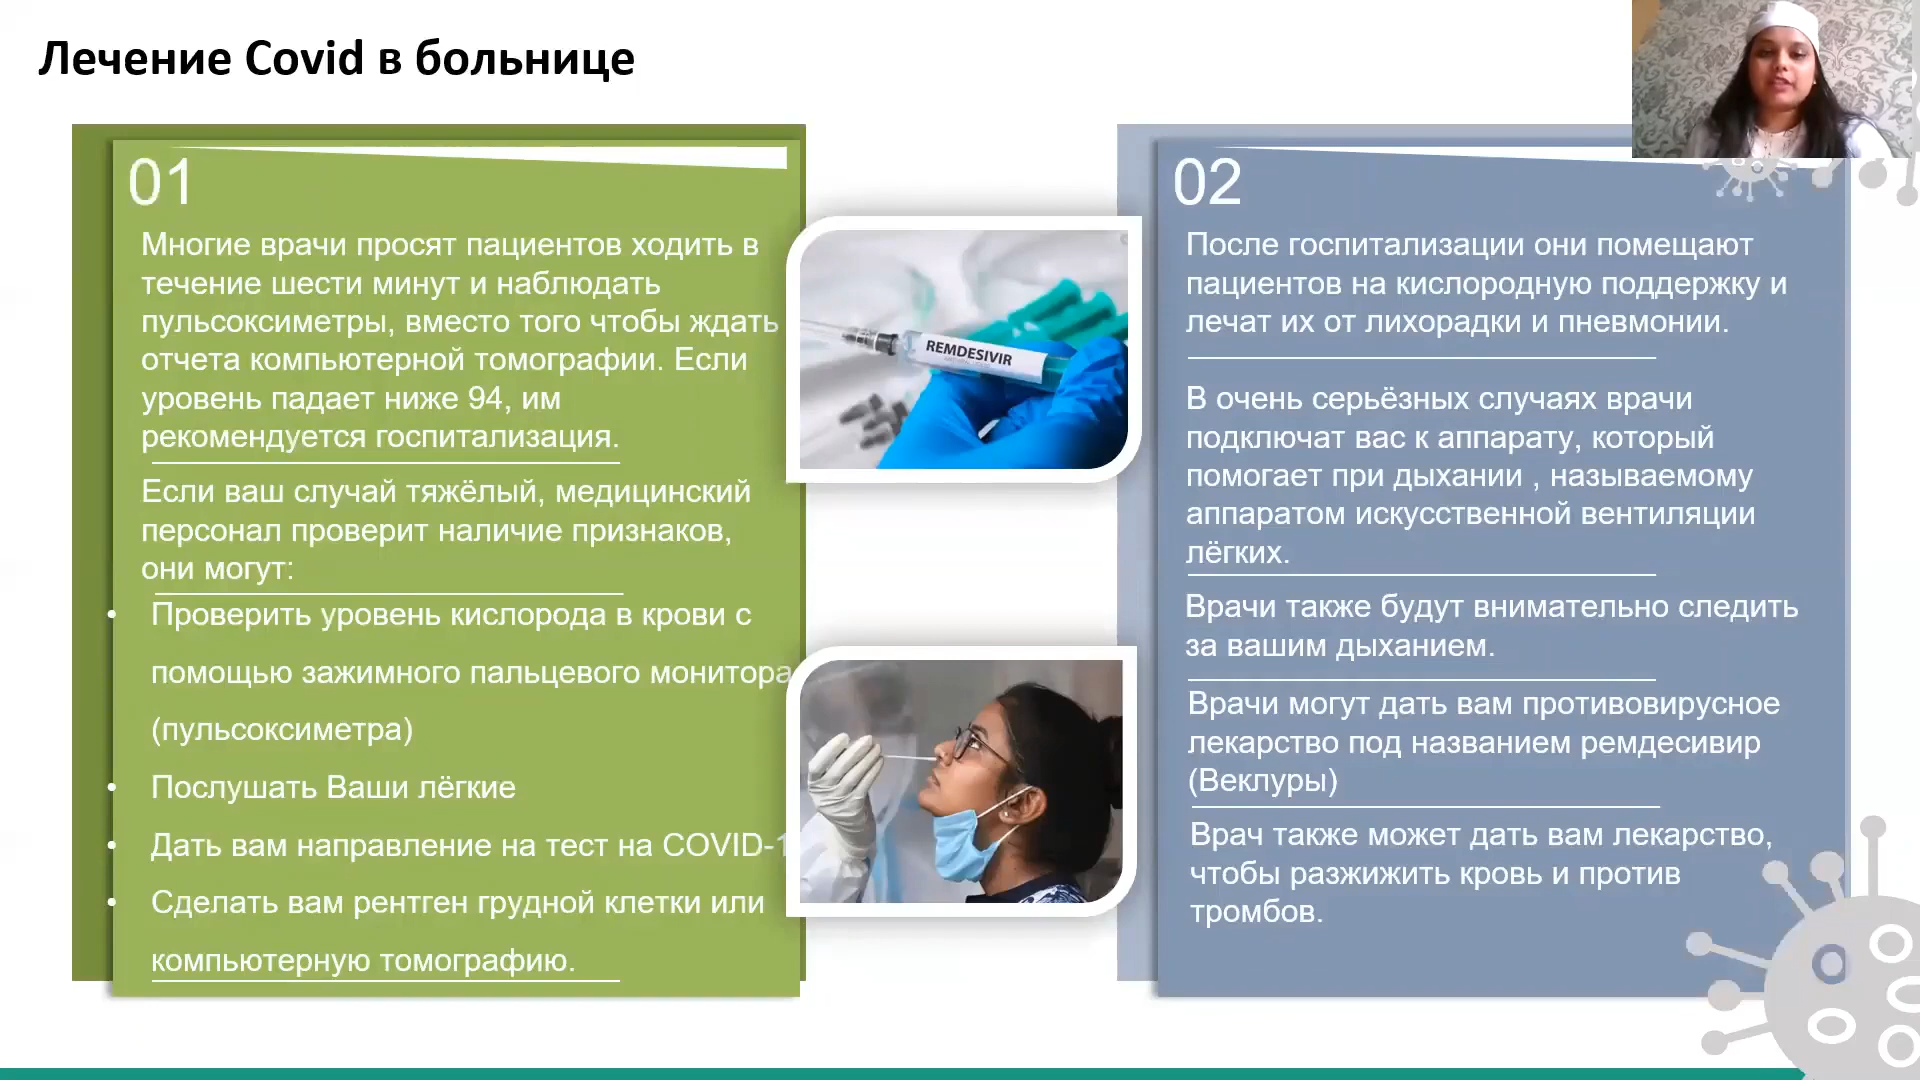 Лечение Covid в больнице
01
Многие врачи просят пациентов ходить в
течение шести минут и наблюдать
пульсоксиметры, вместо того чтобы ждать
отчета компьютерной томографии. Если
уровень падает ниже 94, им
рекомендуется госпитализация.
Если ваш случай тяжёлый, медицинский
персонал проверит наличие признаков,
они могут:
• Проверить уровень кислорода в крови с
помощью зажимного пальцевого монитора
(пульсоксиметра)
• Послушать Ваши лёгкие
• Дать вам направление на тест на COVID-1
• Сделать вам рентген грудной клетки или
компьютерную томографию.
REMDESIVIR
02
После госпитализации они помещают
пациентов на кислородную поддержку и
лечат их от лихорадки и пневмонии.
В очень серьёзных случаях врачи
подключат вас к аппарату, который
помогает при дыхании , называемому
аппаратом искусственной вентиляции
лёгких.
Врачи также будут внимательно следить
за вашим дыханием.
Врачи могут дать вам противовирусное
лекарство под названием ремдесивир
(Веклуры)
Врач также может дать вам лекарство,
чтобы разжижить кровь и против
тромбов.